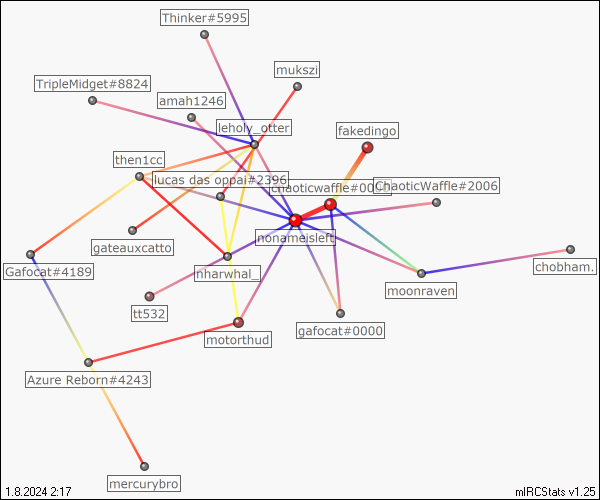 Thinker#5995
mukszi
TripleMidget#8824
amah1246
leholy_otter
fakedingo
then1cc
lucas das oppai#2396
ChaoticWaffle#2006
nonameisleft
gateauxcatto
Gafocat#4189
nharwhal_
chobham.
moonraven
tt532
gafocat#0000
motorthud
Azure Reborn#4243
mercurybro
1.8.2024 2:17
mIRCStats v1.25